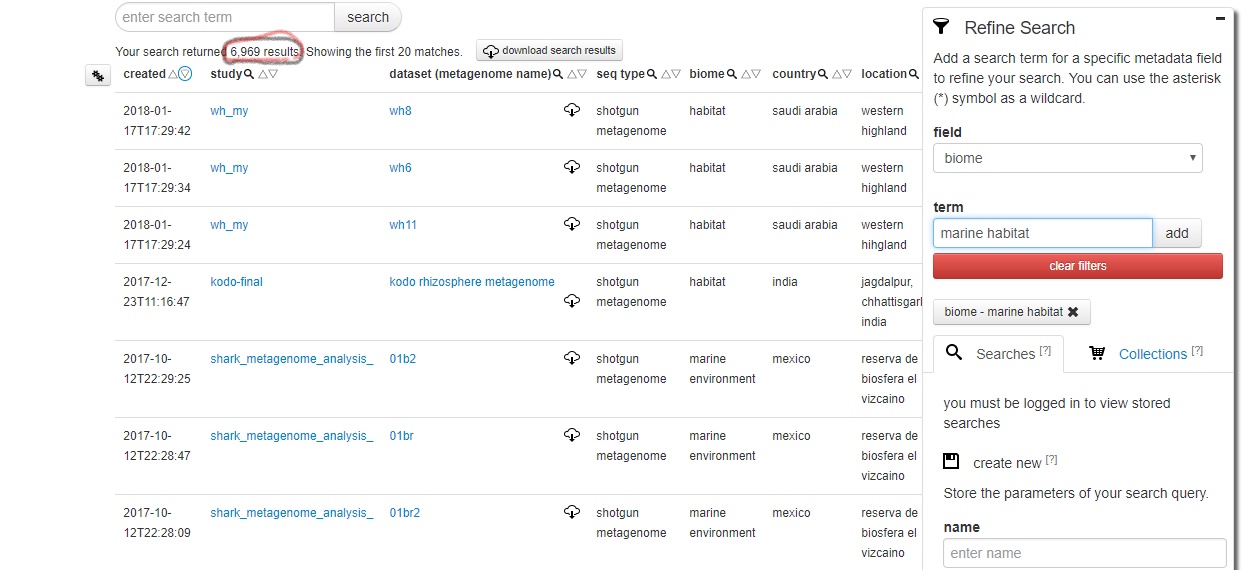 enter search term search
Your search returned 6,969 results. Showing the first 20 matches. download search results
created study dataset (metagenome name) seq type biome country location
2018-01-17T17:29:42 wh_my wh8 shotgun metagenome habitat saudi arabia western highland
2018-01-17T17:29:34 wh_my wh6 shotgun metagenome habitat saudi arabia western highland
2018-01-17T17:29:24 wh_my wh11 shotgun metagenome habitat saudi arabia western hihgland
2017-12-23T11:16:47 kodo-final kodo rhizosphere metagenome shotgun metagenome habitat india jagdalpur, chhattisgarl india
2017-10-12T22:29:25 shark_metagenome_analysis_ 01b2 shotgun metagenome marine environment mexico reserva de biosfera el vizcaino
2017-10-12T22:28:47 shark_metagenome_analysis_ 01br shotgun metagenome marine environment mexico reserva de biosfera el vizcaino
2017-10-12T22:28:09 shark_metagenome_analysis_ 01br2 shotgun metagenome marine environment mexico reserva de biosfera el vizcaino
Refine Search
Add a search term for a specific metadata field
to refine your search. You can use the asterisk
(*) symbol as a wildcard.
field
biome
term
marine habitat add
clear filters
biome - marine habitat ✖
Searches [?] Collections [?]
you must be logged in to view stored
searches
create new [?]
Store the parameters of your search query.
name
enter name